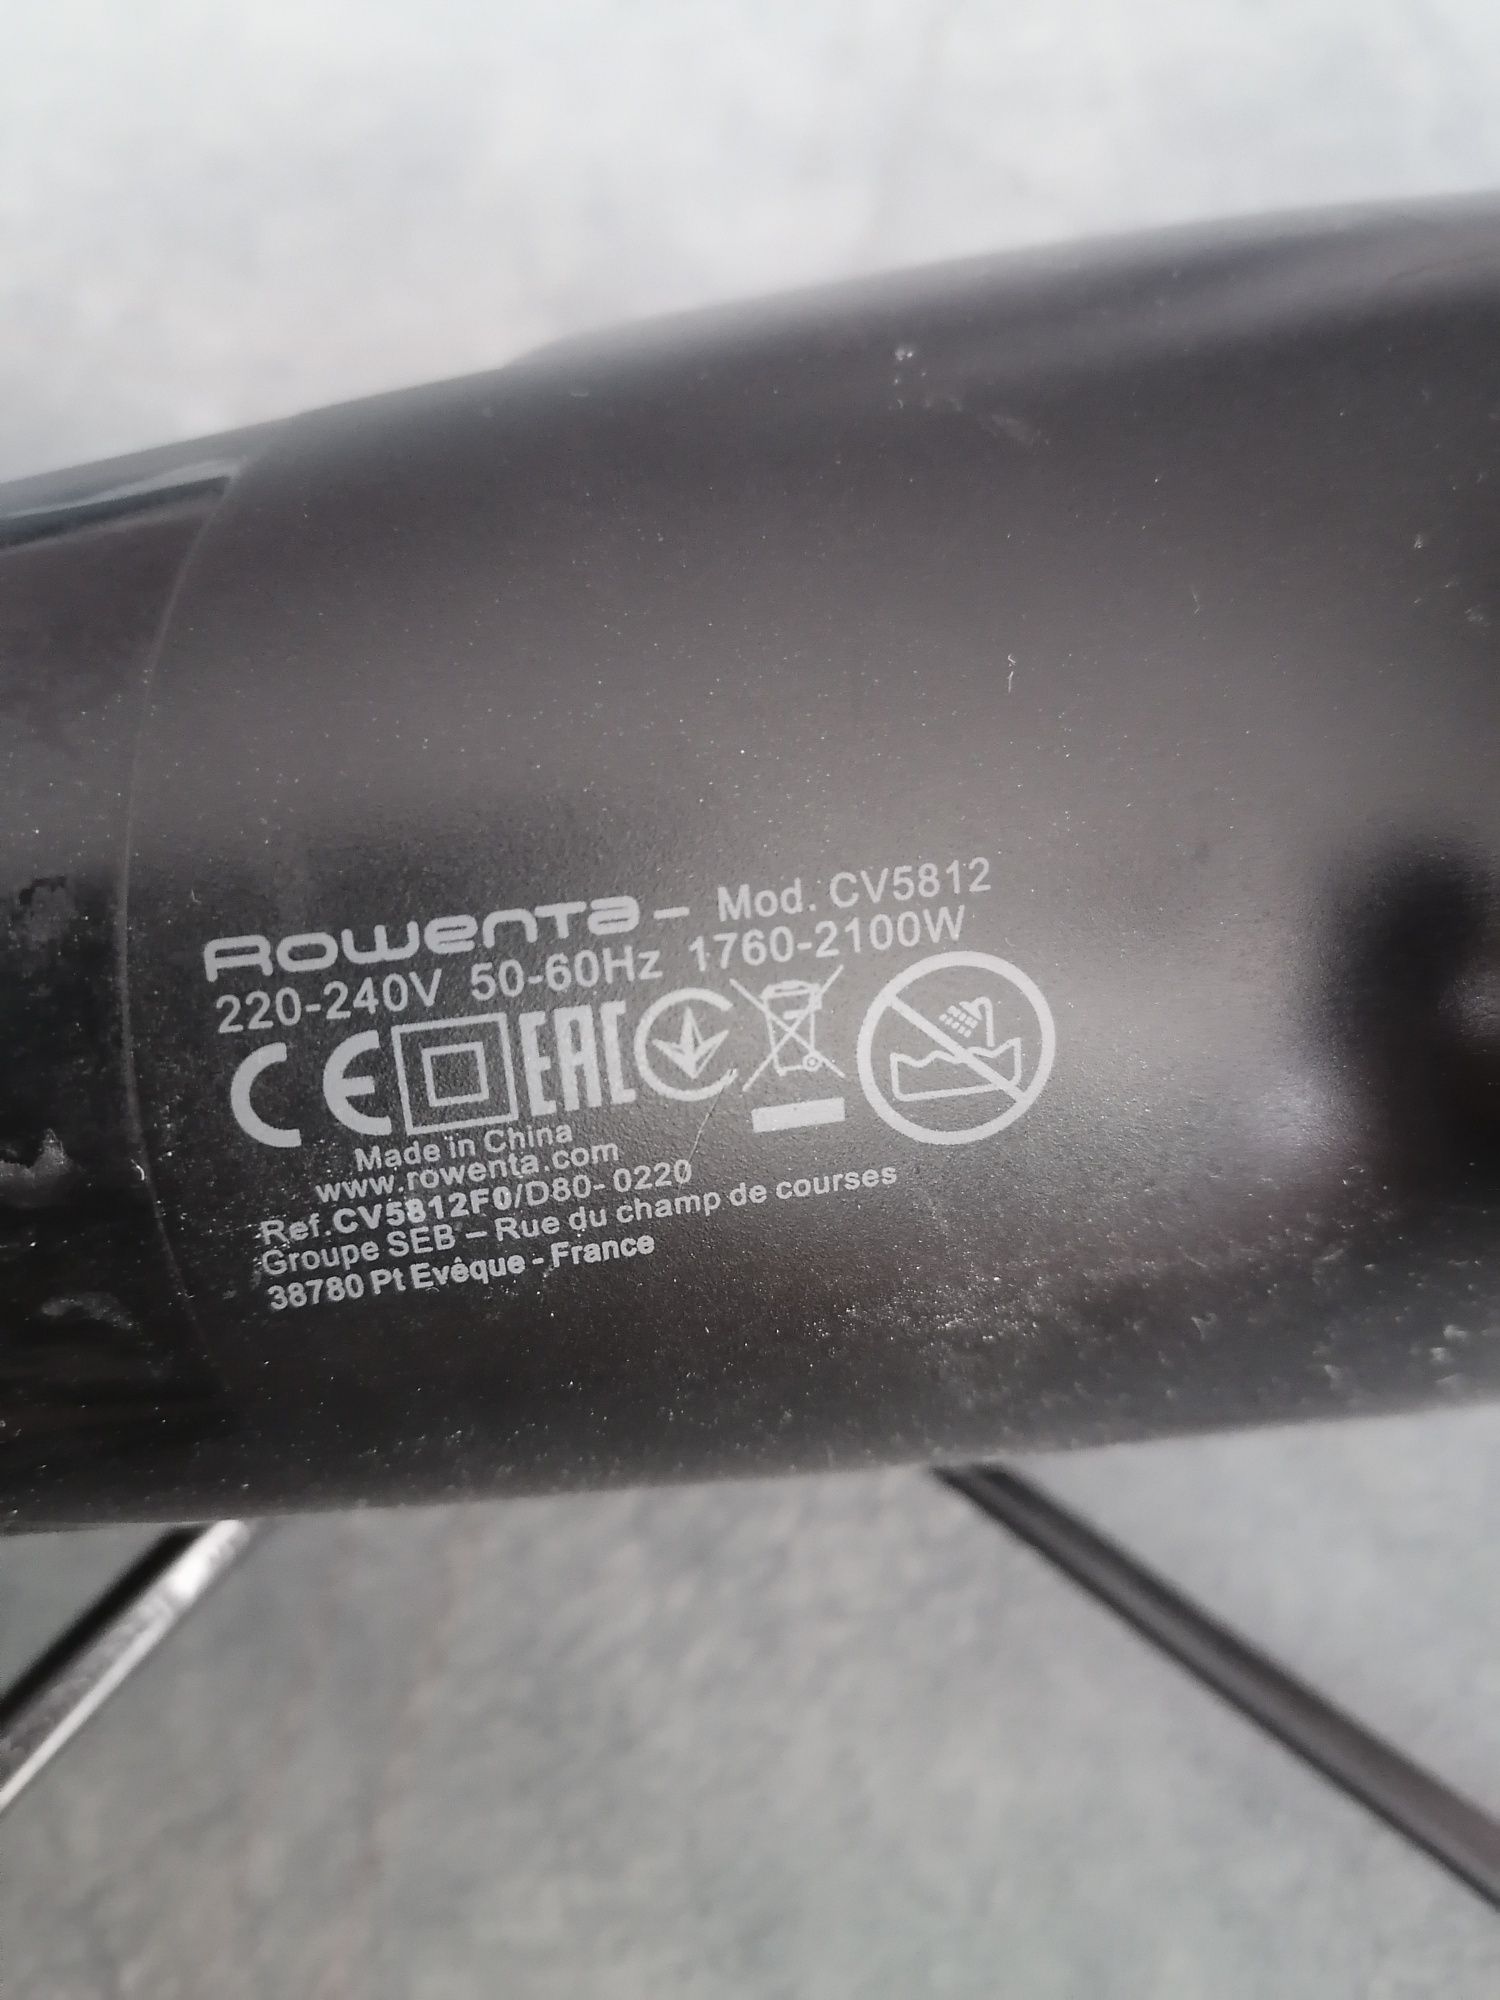 Rowenta – Mod. CV5812
220-240V 50-60Hz 1760-2100W
CE EAC
Made in China
www.rowenta.com
Ref.CV5812F0/D80-0220
Groupe SEB – Rue du champ de courses
38780 Pt Evêque - France